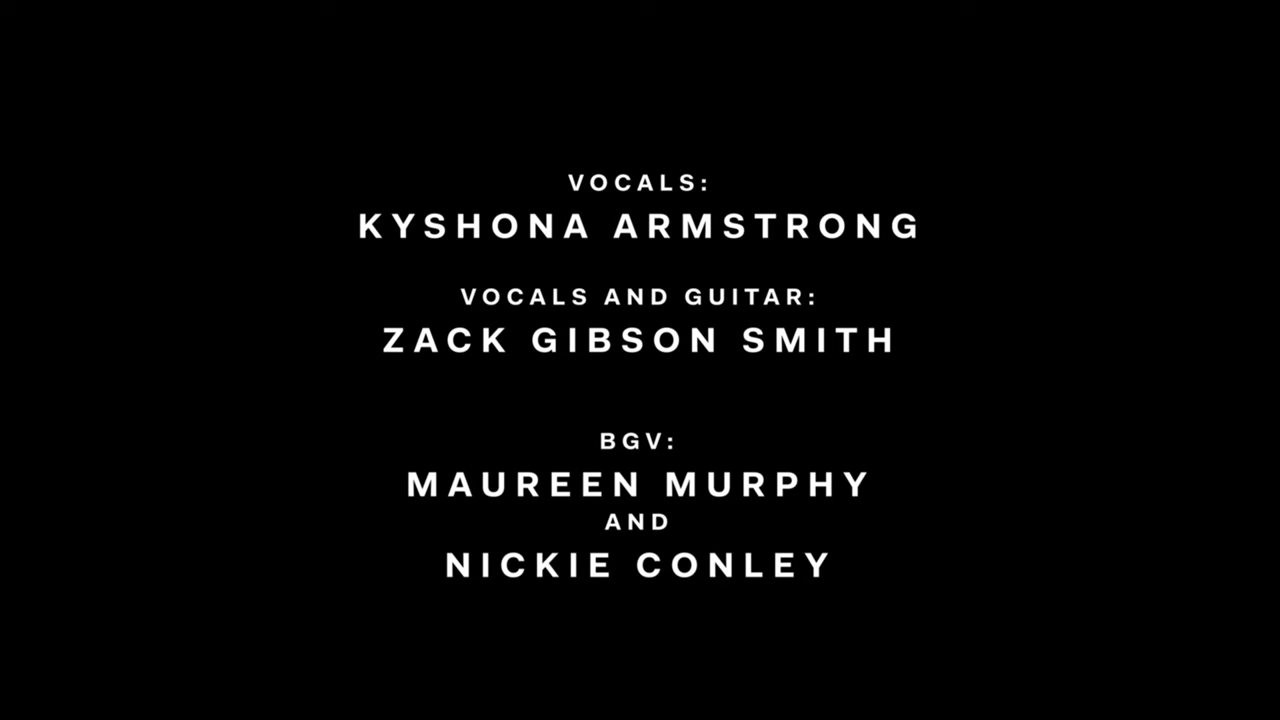 VOCALS:
KYSHONA ARMSTRONG
VOCALS AND GUITAR:
ZACK GIBSON SMITH
BGV:
MAUREEN MURPHY
AND
NICKIE CONLEY